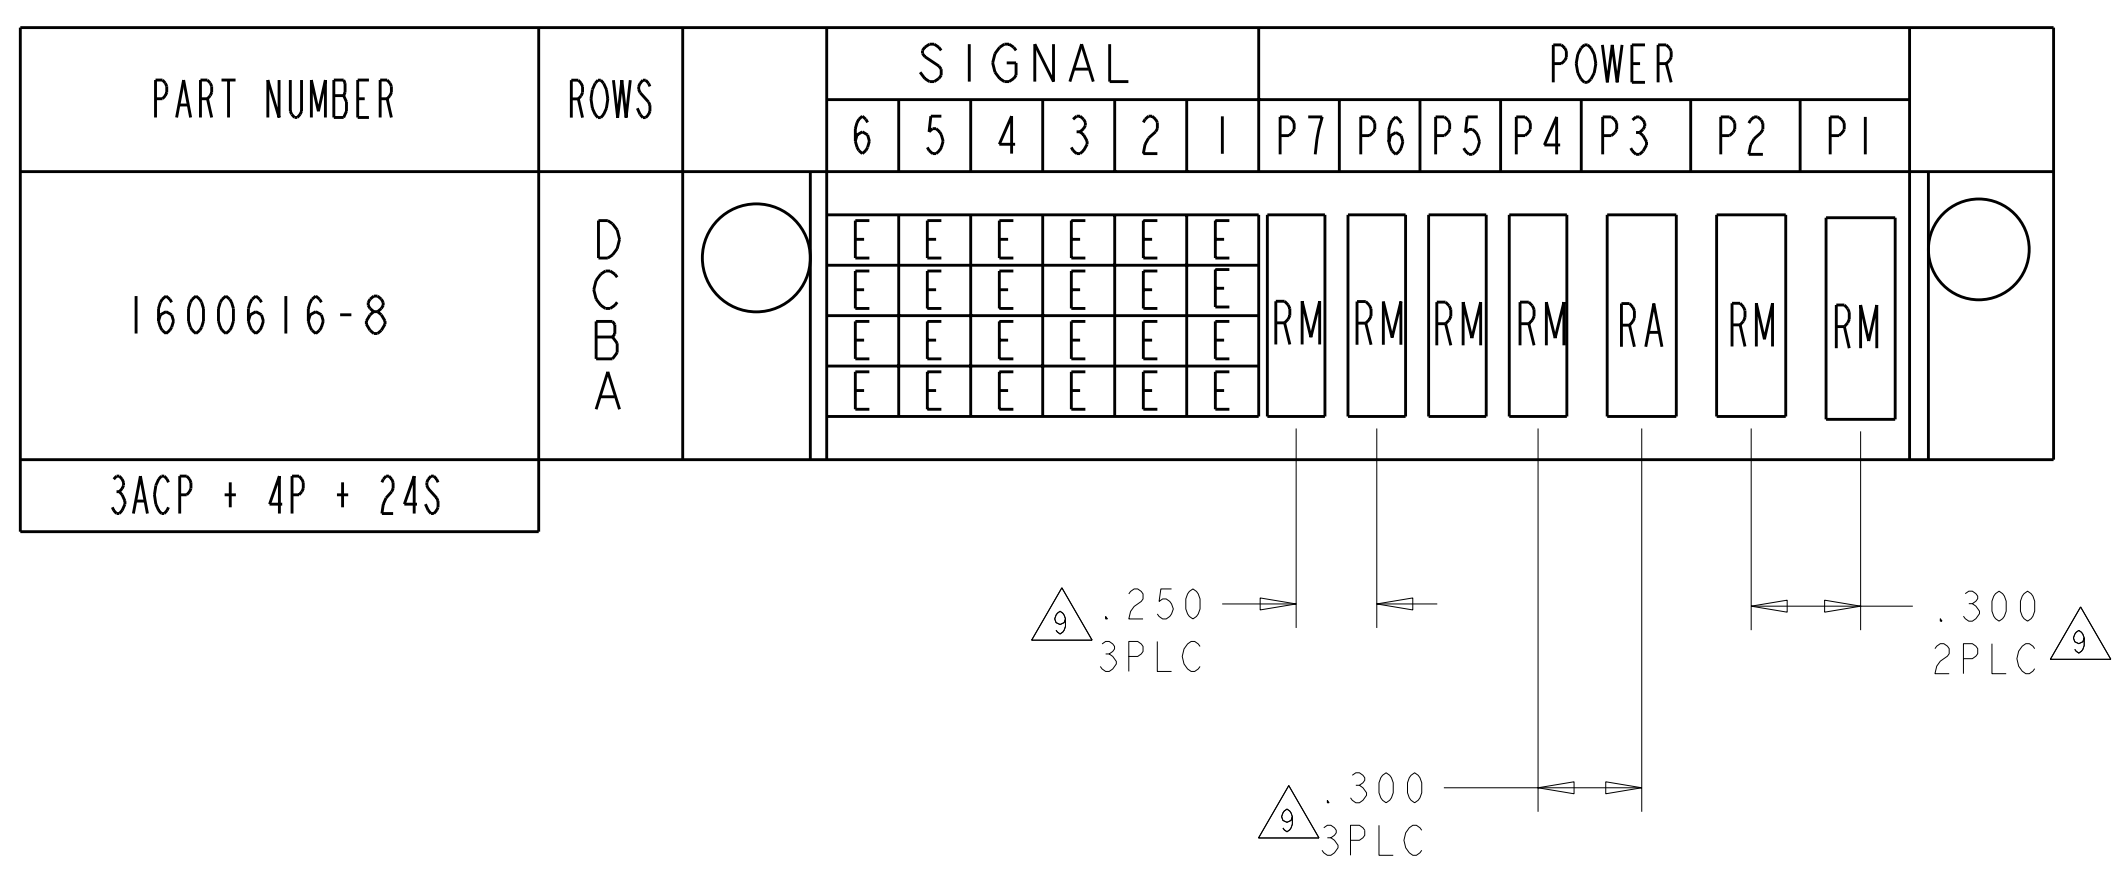 PART NUMBER ROWS SIGNAL POWER
6 5 4 3 2 1 P7 P6 P5 P4 P3 P2 P1
D E E E E E E
C E E E E E E
1600616-8 RM RM RM RM RA RM RM
B E E E E E E
A E E E E E E
3ACP + 4P + 24S
9 .250 3PLC
.300 2PLC 9
9 .300 3PLC